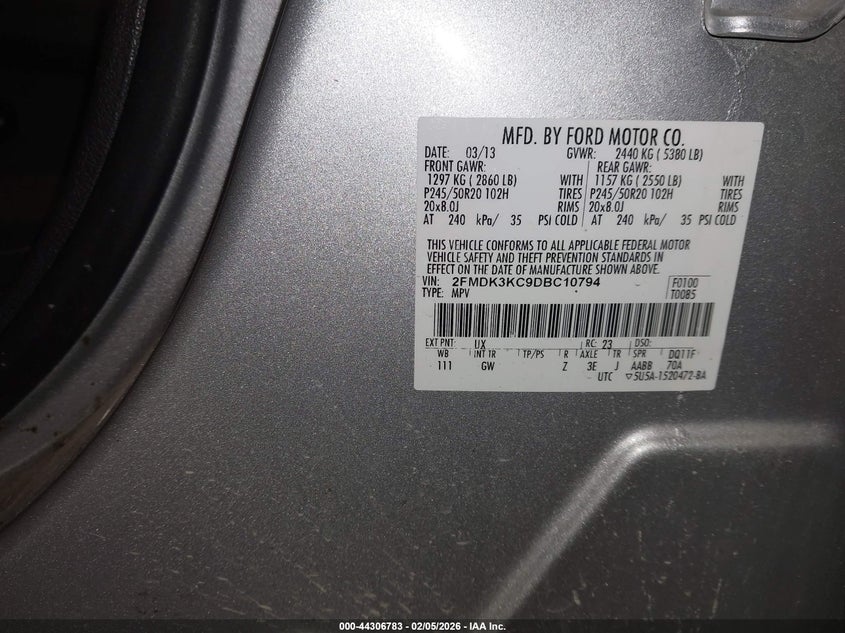 MFD. BY FORD MOTOR CO.
DATE: 03/13 GVWR: 2440 KG ( 5380 LB)
FRONT GAWR: REAR GAWR:
1297 KG ( 2860 LB) WITH 1157 KG ( 2550 LB) WITH
P245/50R20 102H TIRES P245/50R20 102H TIRES
20x8.0J RIMS 20x8.0J RIMS
AT 240 kPa/ 35 PSI COLD AT 240 kPa/ 35 PSI COLD
THIS VEHICLE CONFORMS TO ALL APPLICABLE FEDERAL MOTOR
VEHICLE SAFETY AND THEFT PREVENTION STANDARDS IN
EFFECT ON THE DATE OF MANUFACTURE SHOWN ABOVE.
VIN: 2FMDK3KC9DBC10794 F0100
TYPE: MPV T0085
EXT PNT: UX RC: 23 DSO:
WB INT TR TP/PS R AXLE TR SPR DQ11F
111 GW Z 3E J AABB 70A
UTC ▽5U5A-1520472-BA
000-44306783 - 02/05/2026 - IAA Inc.